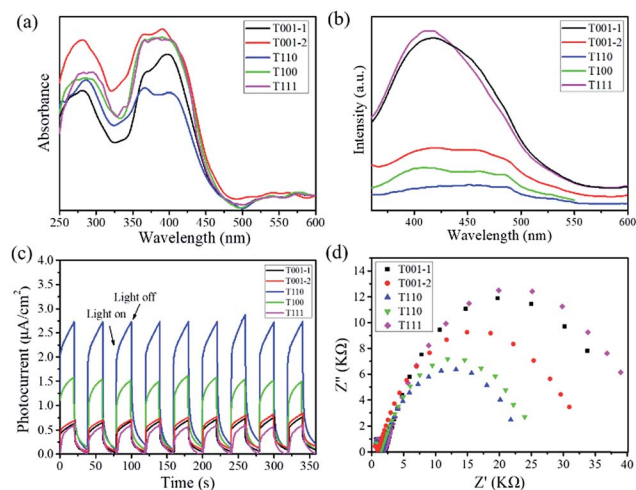 (a)
T001-1
T001-2
T110
T100
T111
Absorbance
250 300 350 400 450 500 550 600
Wavelength (nm)
(b)
T001-1
T001-2
T110
T100
T111
Intensity (a.u.)
400 450 500 550 600
Wavelength (nm)
(c)
T001-1
T001-2
T110
T100
T111
Light off
Light on
Photocurrent (μA/cm²)
4.0
3.5
3.0
2.5
2.0
1.5
1.0
0.5
0.0
0 50 100 150 200 250 300 350
Time (s)
(d)
T001-1
T001-2
T110
T110
T111
Z" (KΩ)
14
12
10
8
6
4
2
0
0 5 10 15 20 25 30 35 40
Z' (KΩ)